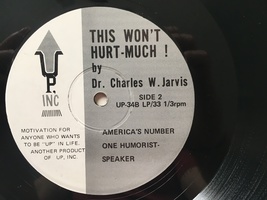 THIS WON'T
HURT-MUCH !
by
Dr. Charles W. Jarvis
SIDE 2
UP-34B LP/33 1/3rpm
UP.
INC
MOTIVATION FOR
ANYONE WHO WANTS
TO BE "UP" IN LIFE.
ANOTHER PRODUCT
OF UP, INC.
AMERICA'S NUMBER
ONE HUMORIST-
SPEAKER